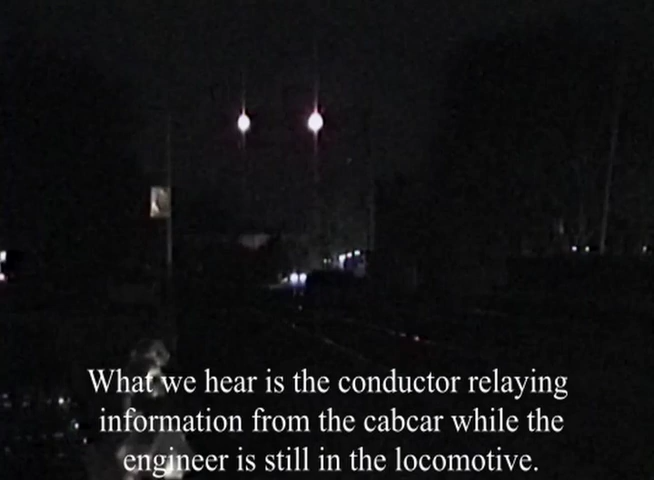 What we hear is the conductor relaying
information from the cabcar while the
engineer is still in the locomotive.